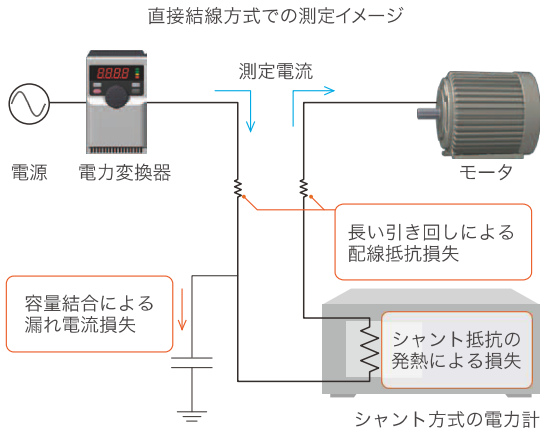 直接結線方式での測定イメージ
8.8.8.8
測定電流
電源
電力変換器
モータ
長い引き回しによる
配線抵抗損失
容量結合による
漏れ電流損失
シャント抵抗の
発熱による損失
シャント方式の電力計